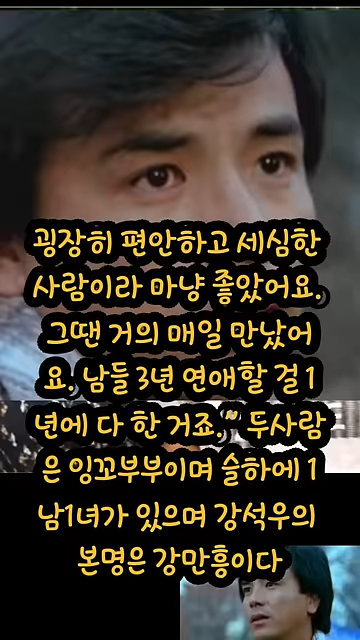 굉장히 편안하고 세심한
사람이라 마냥 좋았어요.
그땐 거의 매일 만났어
요. 남들 3년 연애할 걸 1
년에 다 한 거죠.~ 두사람
은 잉꼬부부이며 슬하에 1
남1녀가 있으며 강석우의
본명은 강만흥이다